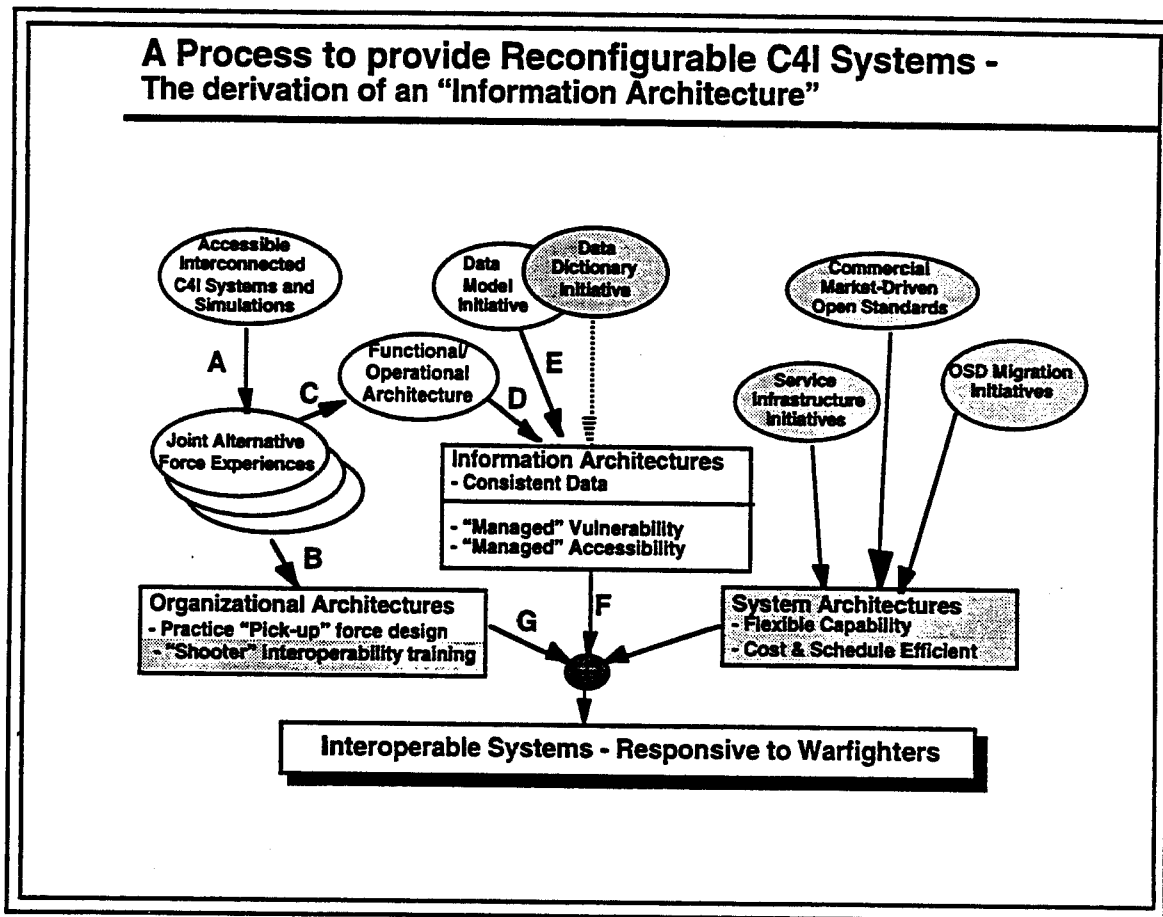 A Process to provide Reconfigurable C4I Systems -
The derivation of an “Information Architecture”
Accessible
Interconnected
C4I Systems and
Simulations
Data
Model
Initiative
Data
Dictionary
Initiative
Commercial
Market-Driven
Open Standards
A
Functional/
Operational
Architecture
E
Service
Infrastructure
Initiatives
OSD Migration
Initiatives
C
D
Joint Alternative
Force Experiences
Information Architectures
- Consistent Data
- “Managed” Vulnerability
- “Managed” Accessibility
B
Organizational Architectures
- Practice “Pick-up” force design
- “Shooter” interoperability training
G
F
System Architectures
- Flexible Capability
- Cost & Schedule Efficient
Interoperable Systems - Responsive to Warfighters